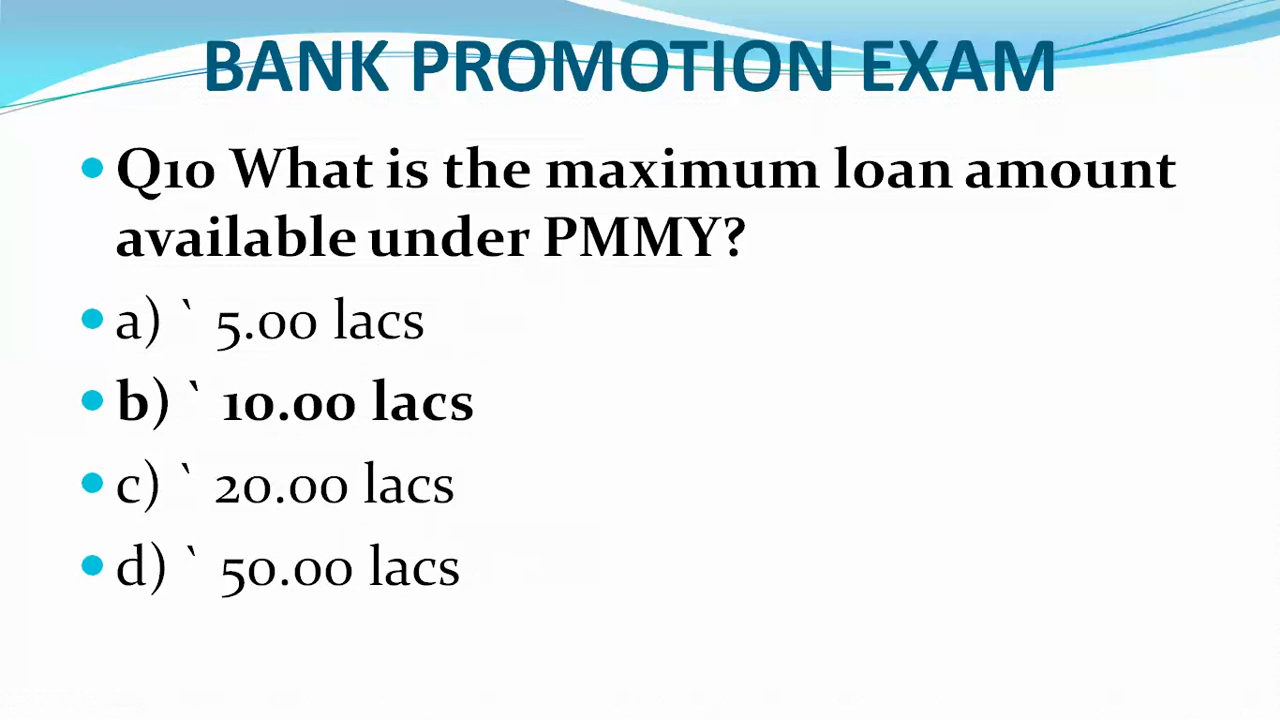 BANK PROMOTION EXAM
• Q10 What is the maximum loan amount
available under PMMY?
• a) ` 5.00 lacs
• b) ` 10.00 lacs
• c) ` 20.00 lacs
• d) ` 50.00 lacs